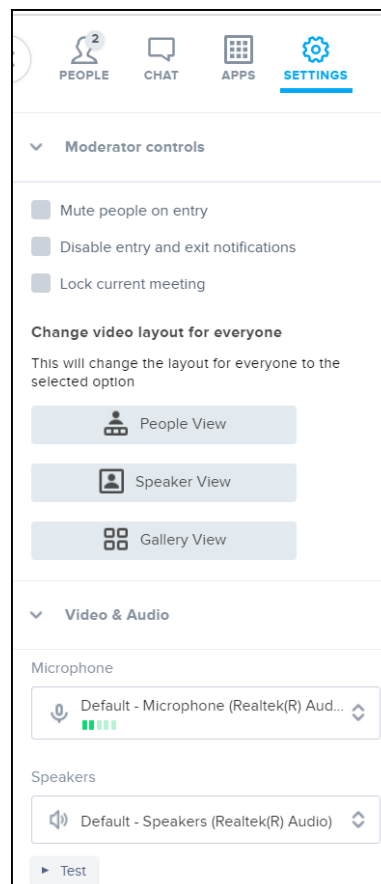 2
PEOPLE CHAT APPS SETTINGS
Moderator controls
Mute people on entry
Disable entry and exit notifications
Lock current meeting
Change video layout for everyone
This will change the layout for everyone to the
selected option
People View
Speaker View
Gallery View
Video & Audio
Microphone
Default - Microphone (Realtek(R) Aud...
Speakers
Default - Speakers (Realtek(R) Audio)
Test